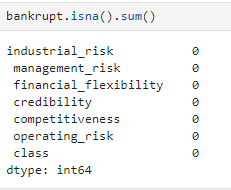 bankrupt.isna().sum()
industrial_risk 0
 management_risk 0
 financial_flexibility 0
 credibility 0
 competitiveness 0
 operating_risk 0
 class 0
dtype: int64